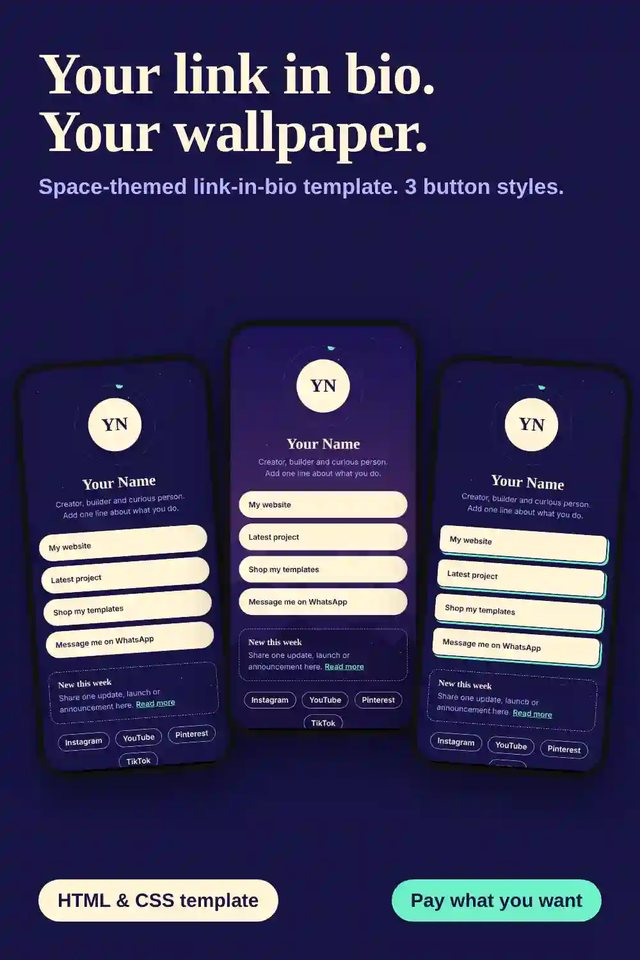 Your link in bio.
Your wallpaper.
Space-themed link-in-bio template. 3 button styles.
YN
Your Name
Creator, builder and curious person.
Add one line about what you do.
My website
Latest project
Shop my templates
Message me on WhatsApp
New this week
Share one update, launch or
announcement here. Read more
Instagram
YouTube
Pinterest
TikTok
YN
Your Name
Creator, builder and curious person.
Add one line about what you do.
My website
Latest project
Shop my templates
Message me on WhatsApp
New this week
Share one update, launch or
announcement here. Read more
Instagram
YouTube
Pinterest
TikTok
YN
Your Name
Creator, builder and curious person.
Add one line about what you do.
My website
Latest project
Shop my templates
Message me on WhatsApp
New this week
Share one update, launch or
announcement here. Read more
Instagram
YouTube
Pinterest
HTML & CSS template
Pay what you want